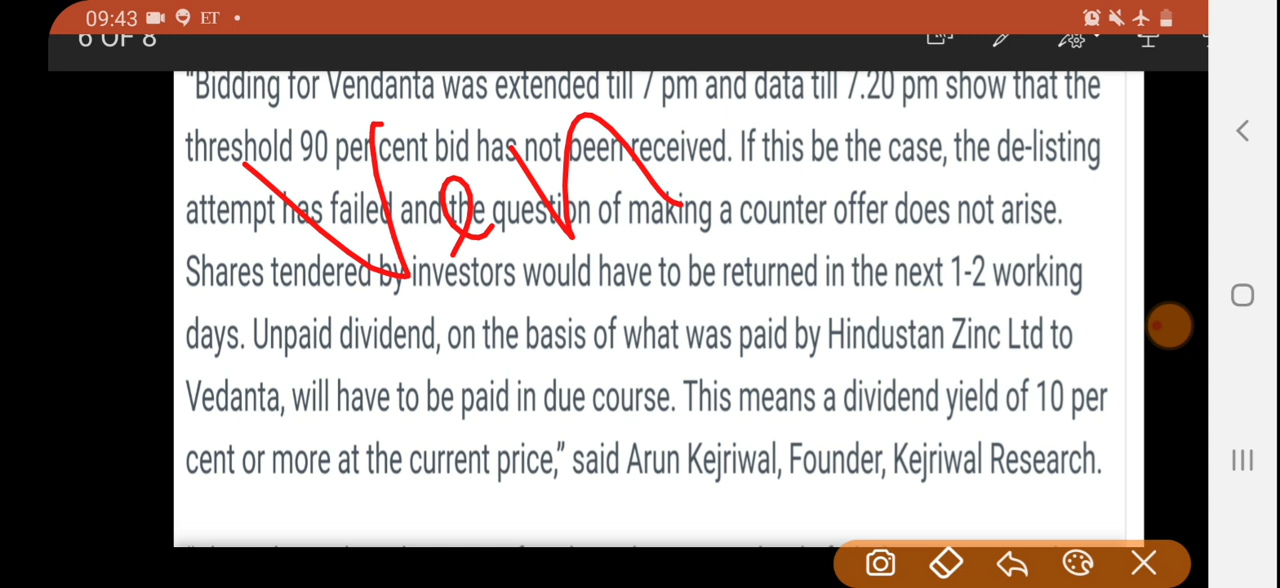 09:43 ET
6 OF 8
"Bidding for Vendanta was extended till 7 pm and data till 7.20 pm show that the
threshold 90 per cent bid has not been received. If this be the case, the de-listing
attempt has failed and the question of making a counter offer does not arise.
Shares tendered by investors would have to be returned in the next 1-2 working
days. Unpaid dividend, on the basis of what was paid by Hindustan Zinc Ltd to
Vedanta, will have to be paid in due course. This means a dividend yield of 10 per
cent or more at the current price,” said Arun Kejriwal, Founder, Kejriwal Research.
Ven